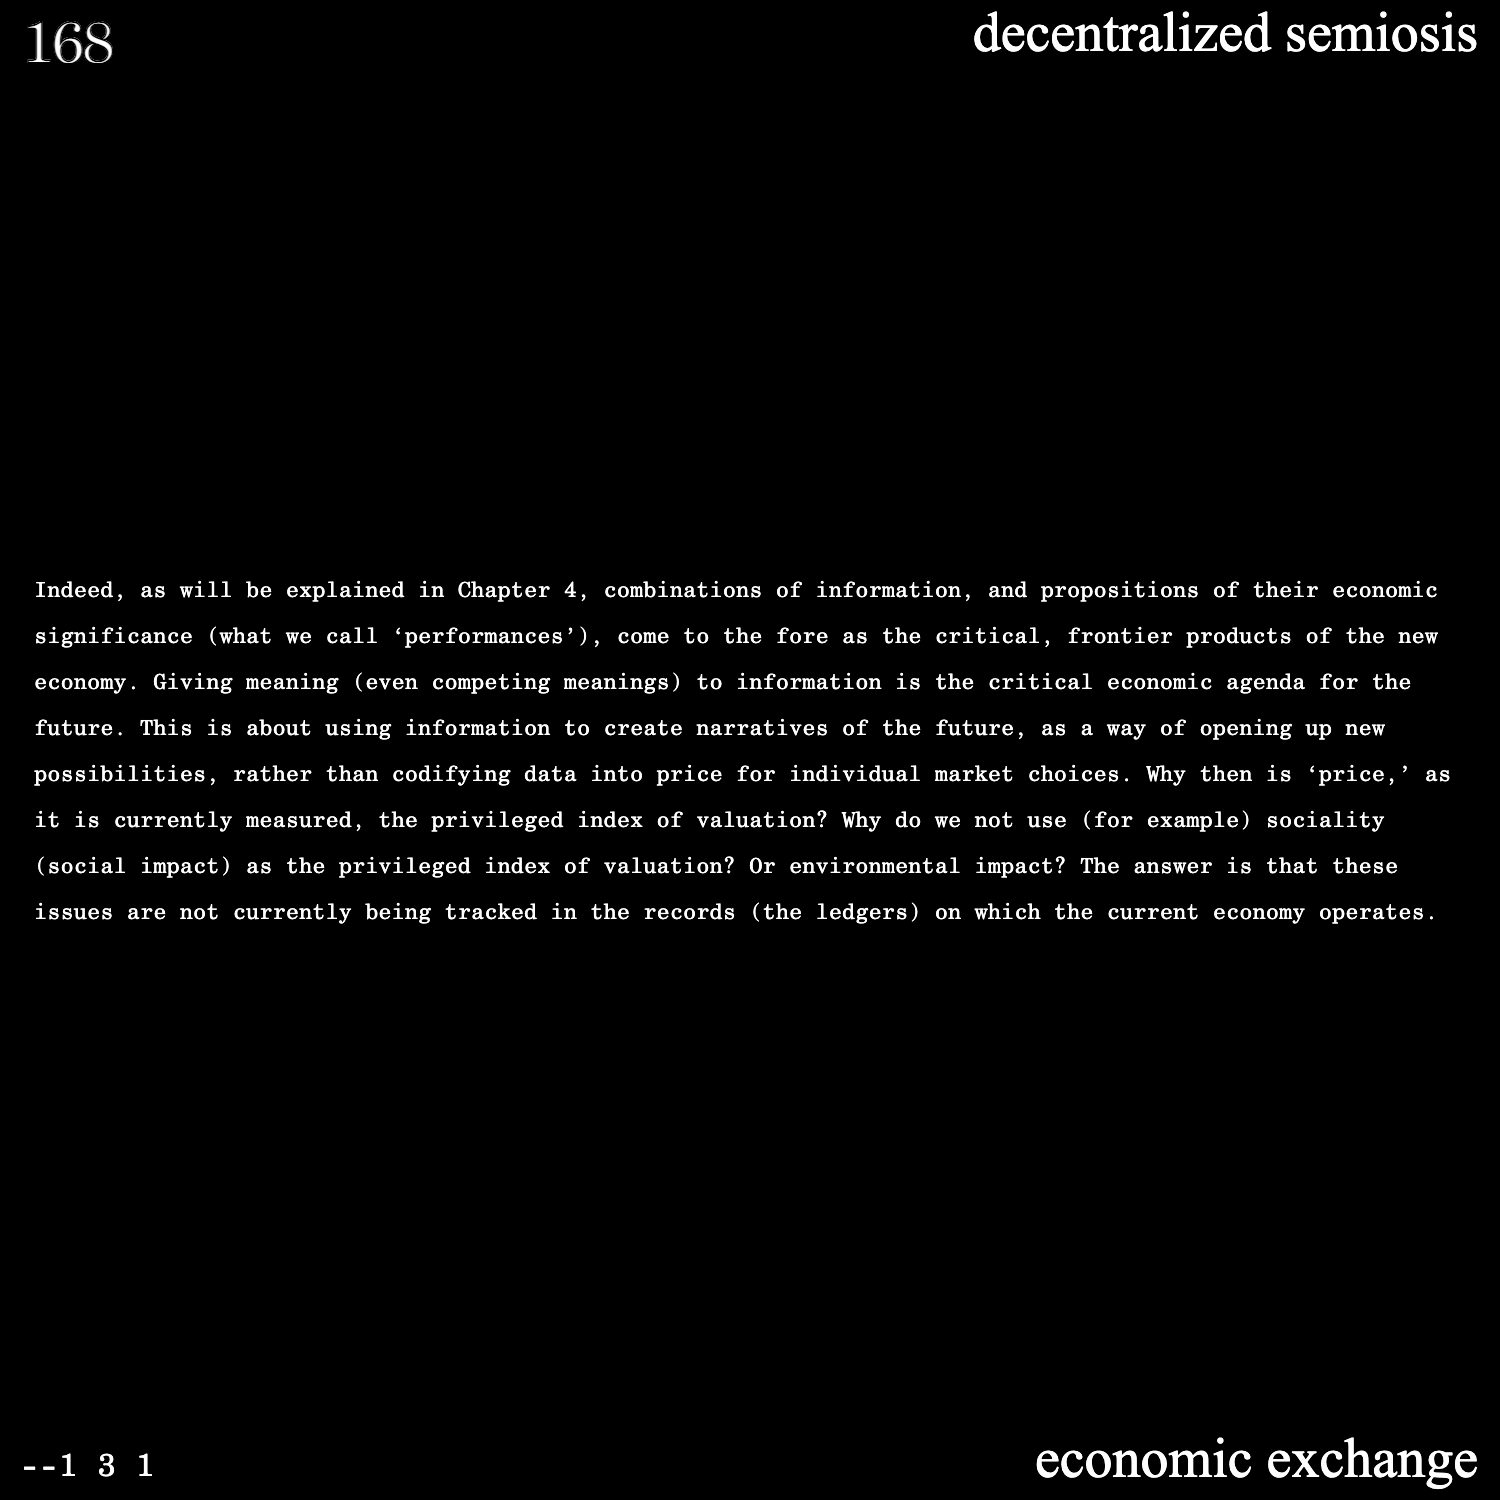 168
decentralized semiosis
Indeed, as will be explained in Chapter 4, combinations of information, and propositions of their economic
significance (what we call ‘performances’), come to the fore as the critical, frontier products of the new
economy. Giving meaning (even competing meanings) to information is the critical economic agenda for the
future. This is about using information to create narratives of the future, as a way of opening up new
possibilities, rather than codifying data into price for individual market choices. Why then is ‘price,’ as
it is currently measured, the privileged index of valuation? Why do we not use (for example) sociality
(social impact) as the privileged index of valuation? Or environmental impact? The answer is that these
issues are not currently being tracked in the records (the ledgers) on which the current economy operates.
--1 3 1
economic exchange